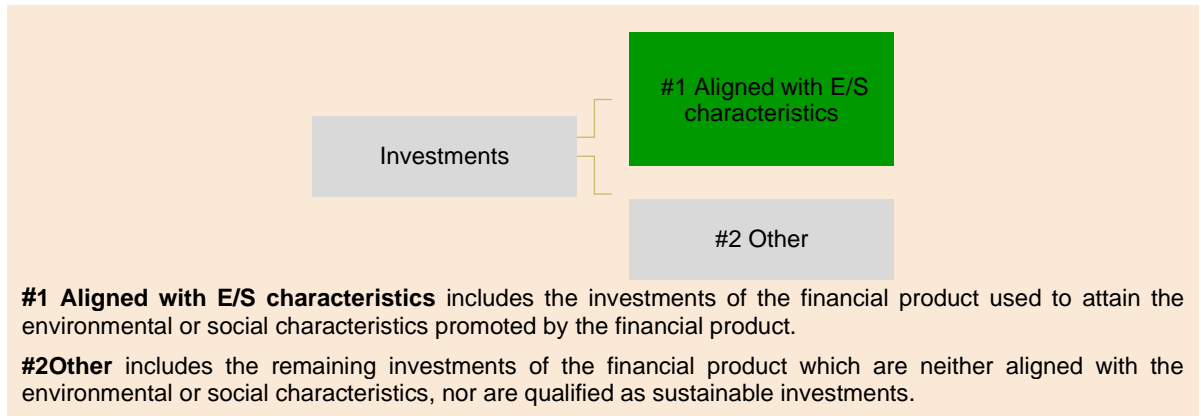 #1 Aligned with E/S
characteristics
Investments
#2 Other
#1 Aligned with E/S characteristics includes the investments of the financial product used to attain the
environmental or social characteristics promoted by the financial product.
#2Other includes the remaining investments of the financial product which are neither aligned with the
environmental or social characteristics, nor are qualified as sustainable investments.